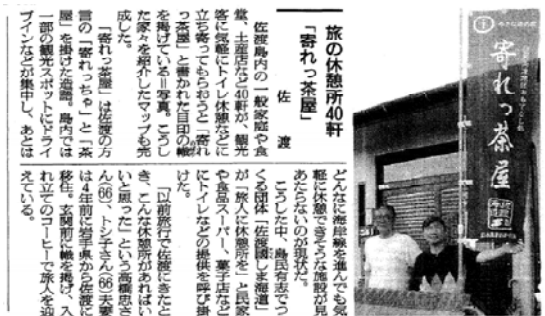 旅の休憩所40軒
「寄れっ茶屋」
佐渡
佐渡島内の一般家庭や食
堂、土産店など40軒が、観光
客に気軽にトイレ休憩などに
立ち寄ってもらおうと「寄れ
っ茶屋」と書かれた目印の幟
を掲げている＝写真。こうし
た家々を紹介したマップも完
成した。
「寄れっ茶屋」は佐渡の方
言の「寄れっちゃ」と「茶
屋」を掛けた造語。島内では
一部の観光スポットにドライ
ブインなどが集中し、あとは
どんなに海岸線を進んでも気
軽に休憩できそうな施設が見
あたらないのが現状だ。
こうした中、島民有志でつ
くる団体「佐渡國しま海道」
が「旅人に休憩所を」と民家
や食品スーパー、菓子店など
にトイレなどの提供を呼び掛
けた。
「以前旅行で佐渡にきたと
き、こんな休憩所があればい
いと思った」という高橋忠さ
ん(66)、トシ子さん(66)夫妻
は4年前に岩手県から佐渡に
移住。玄関前に幟を掲げ、入
れ立てのコーヒーで旅人を迎
えている。
寄れっ茶屋